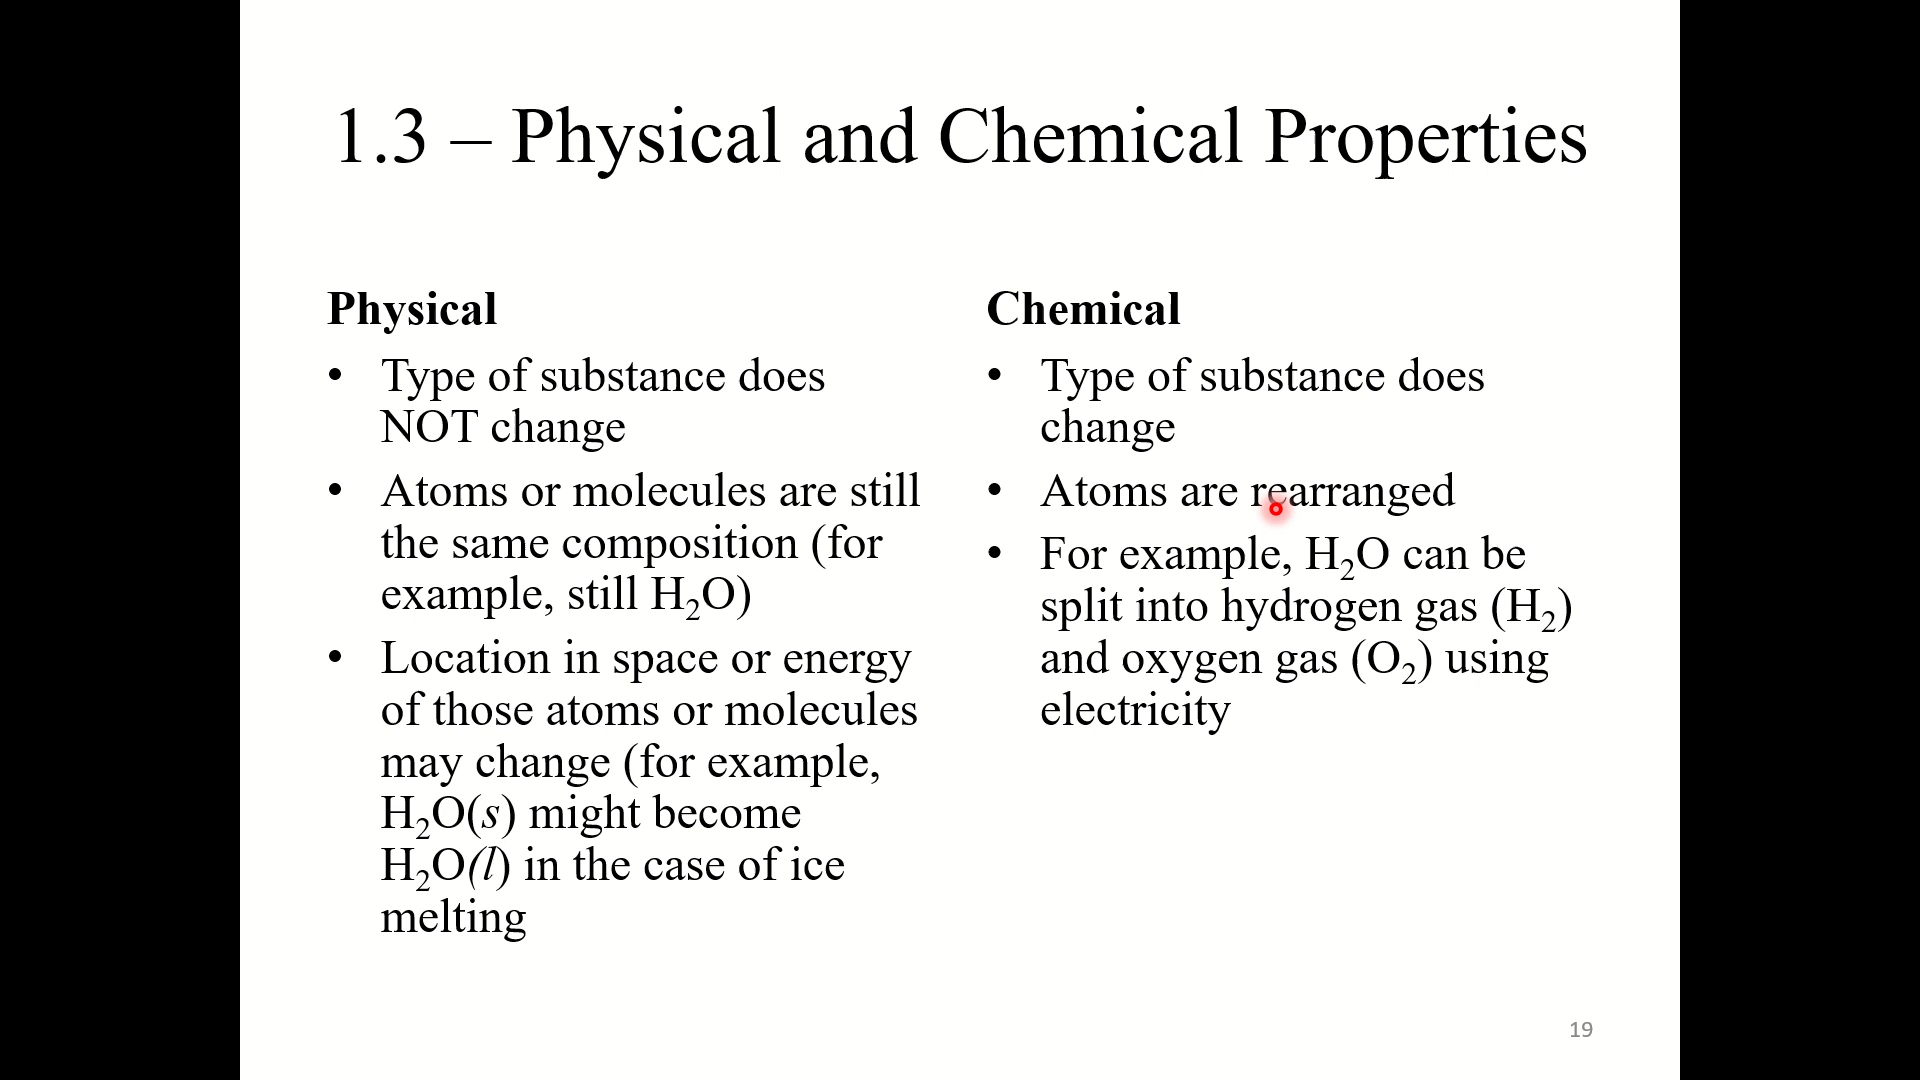 1.3 – Physical and Chemical Properties
Physical
• Type of substance does
NOT change
• Atoms or molecules are still
the same composition (for
example, still H₂O)
• Location in space or energy
of those atoms or molecules
may change (for example,
H₂O(s) might become
H₂O(l) in the case of ice
melting
Chemical
• Type of substance does
change
• Atoms are rearranged
• For example, H₂O can be
split into hydrogen gas (H₂)
and oxygen gas (O₂) using
electricity
19